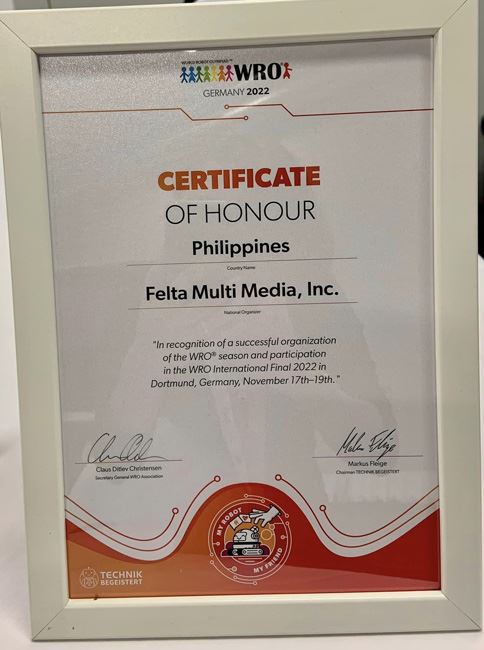 WORLD ROBOT OLYMPIAD™
WRO®
GERMANY 2022
CERTIFICATE
OF HONOUR
Philippines
Country Name
Felta Multi Media, Inc.
National Organizer
"In recognition of a successful organization
of the WRO® season and participation
in the WRO International Final 2022 in
Dortmund, Germany, November 17th–19th."
Claus Ditlev Christensen
Secretary General WRO Association
Markus Fleige
Chairman TECHNIK BEGEISTERT
MY ROBOT
MY FRIEND
TECHNIK
BEGEISTERT